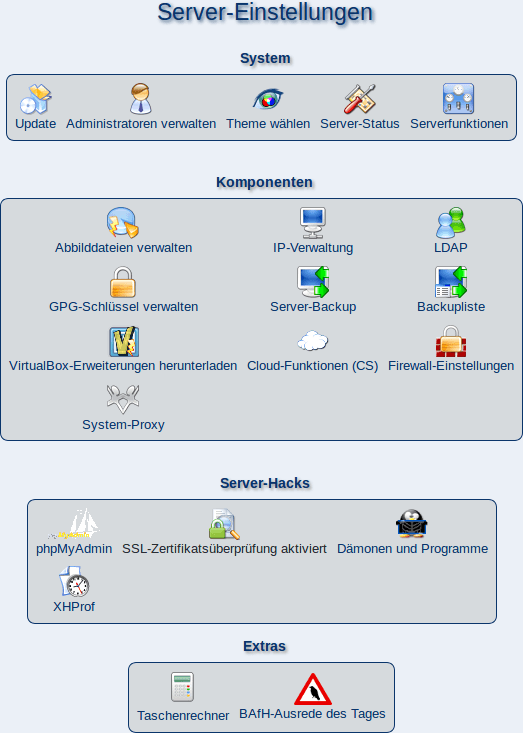 Server-Einstellungen
System
Update Administratoren verwalten Theme wählen Server-Status Serverfunktionen
Komponenten
Abbilddateien verwalten IP-Verwaltung LDAP
GPG-Schlüssel verwalten Server-Backup Backupliste
VirtualBox-Erweiterungen herunterladen Cloud-Funktionen (CS) Firewall-Einstellungen
System-Proxy
Server-Hacks
phpMyAdmin SSL-Zertifikatsüberprüfung aktiviert Dämonen und Programme
XHProf
Extras
Taschenrechner BAfH-Ausrede des Tages